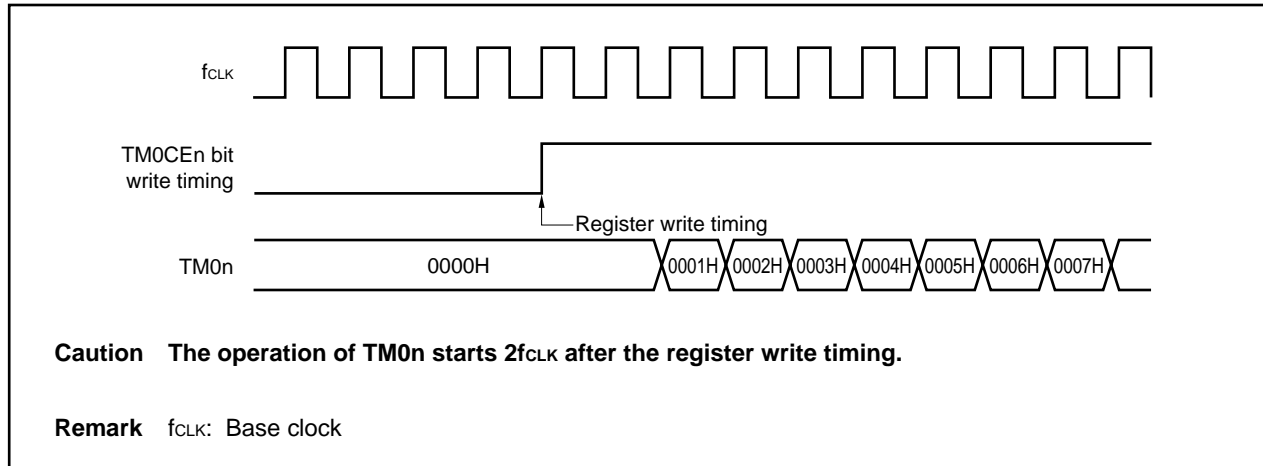 fCLK
TM0CEn bit
write timing
Register write timing
TM0n
0000H 0001H 0002H 0003H 0004H 0005H 0006H 0007H
Caution The operation of TM0n starts 2fCLK after the register write timing.
Remark fCLK: Base clock